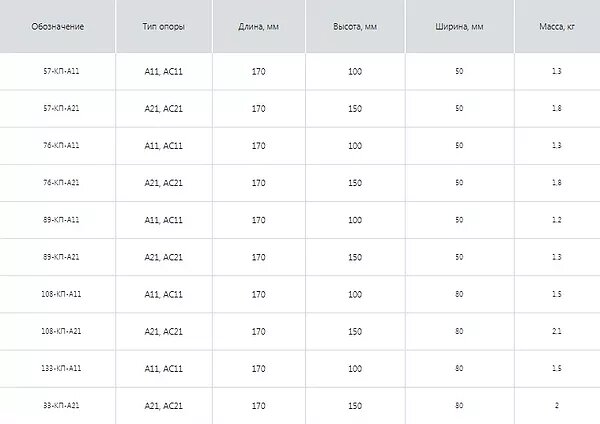 Обозначение Тип опоры Длина, мм Высота, мм Ширина, мм Масса, кг
57-КП-А11 А11, АС11 170 100 50 1.3
57-КП-А21 А21, АС21 170 150 50 1.8
76-КП-А11 А11, АС11 170 100 50 1.3
76-КП-А21 А21, АС21 170 150 50 1.8
89-КП-А11 А11, АС11 170 100 50 1.2
89-КП-А21 А21, АС21 170 150 50 1.3
108-КП-А11 А11, АС11 170 100 80 1.5
108-КП-А21 А21, АС21 170 150 80 2.1
133-КП-А11 А11, АС11 170 100 80 1.5
33-КП-А21 А21, АС21 170 150 80 2